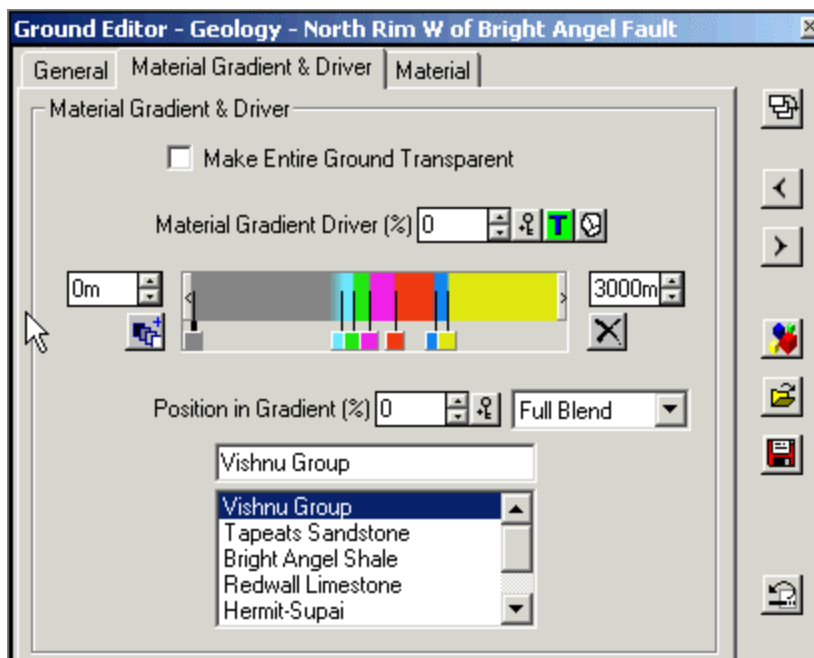 Ground Editor - Geology - North Rim W of Bright Angel Fault
General Material Gradient & Driver Material
Material Gradient & Driver
Make Entire Ground Transparent
Material Gradient Driver (%) 0 T
0m 3000m
Position in Gradient (%) 0 Full Blend
Vishnu Group
Vishnu Group
Tapeats Sandstone
Bright Angel Shale
Redwall Limestone
Hermit-Supai